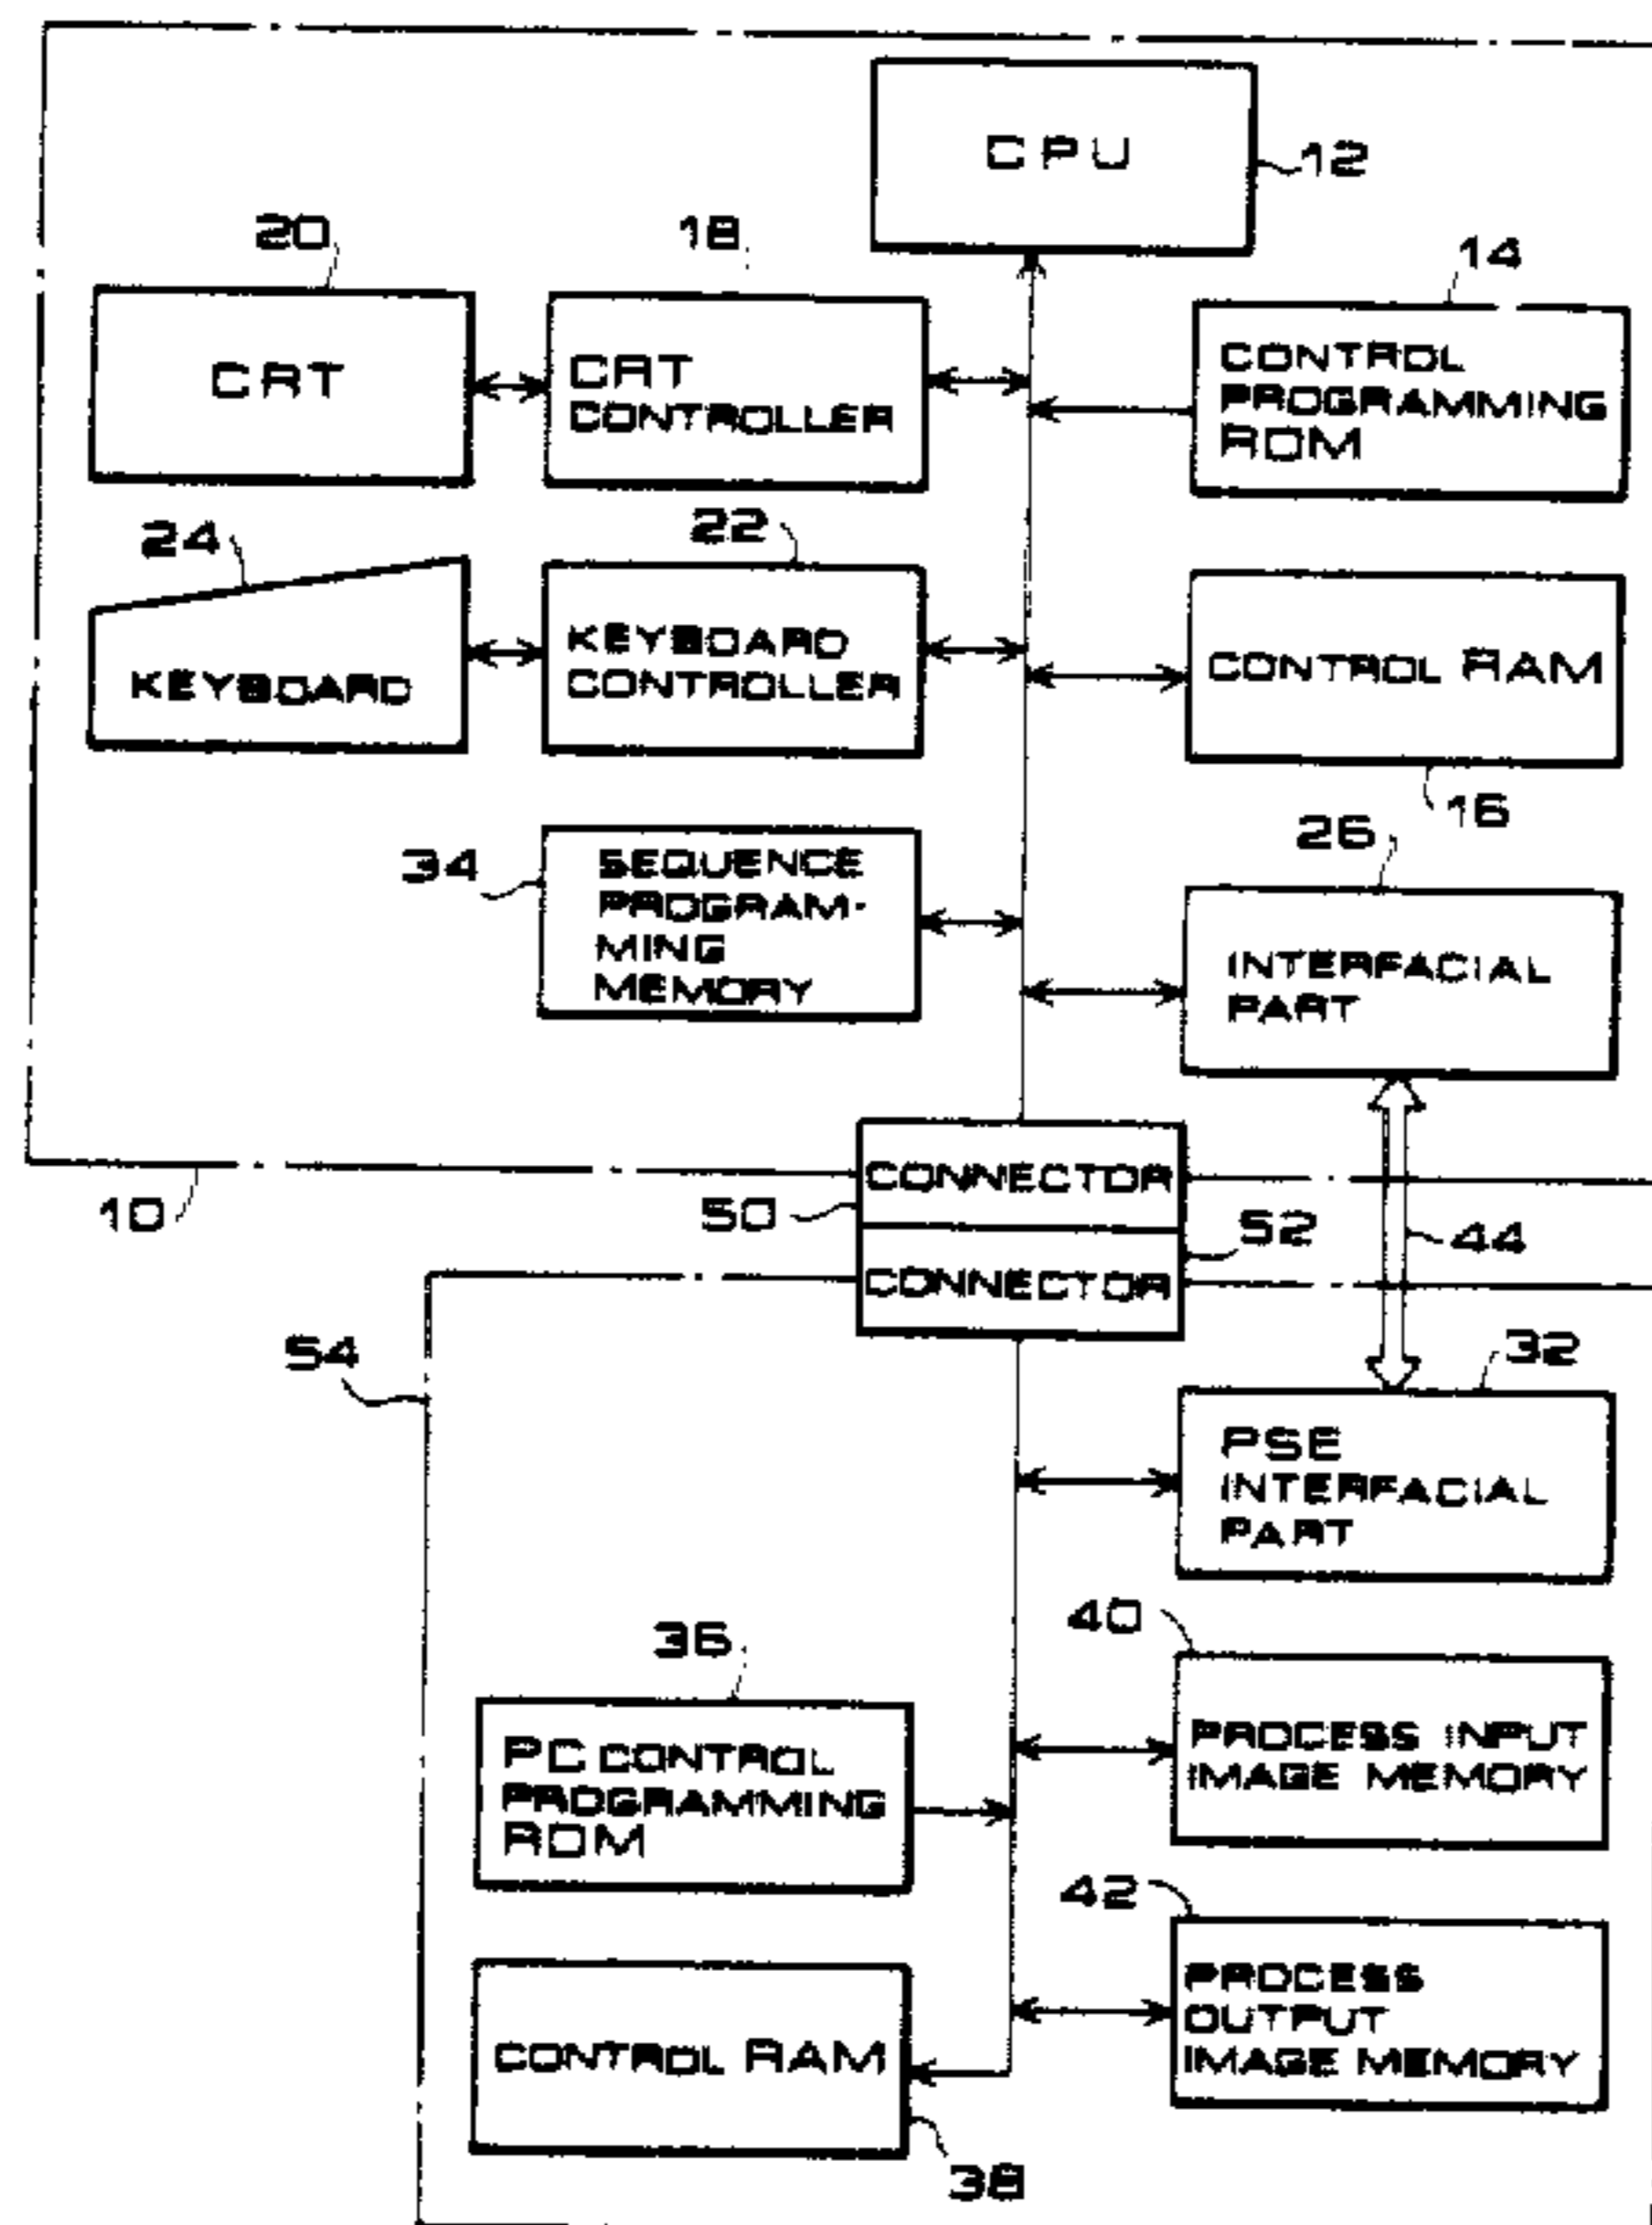 CPU
12
20
18
14
CRT
CRT
CONTROLLER
CONTROL
PROGRAMMING
ROM
24
22
KEYBOARD
KEYBOARD
CONTROLLER
CONTROL RAM
16
34
SEQUENCE
PROGRAM-
MING
MEMORY
26
INTERFACIAL
PART
10
50
CONNECTOR
CONNECTOR
52
44
54
32
PSE
INTERFACIAL
PART
36
40
PC CONTROL
PROGRAMMING
ROM
PROCESS INPUT
IMAGE MEMORY
42
CONTROL RAM
38
PROCESS
OUTPUT
IMAGE MEMORY